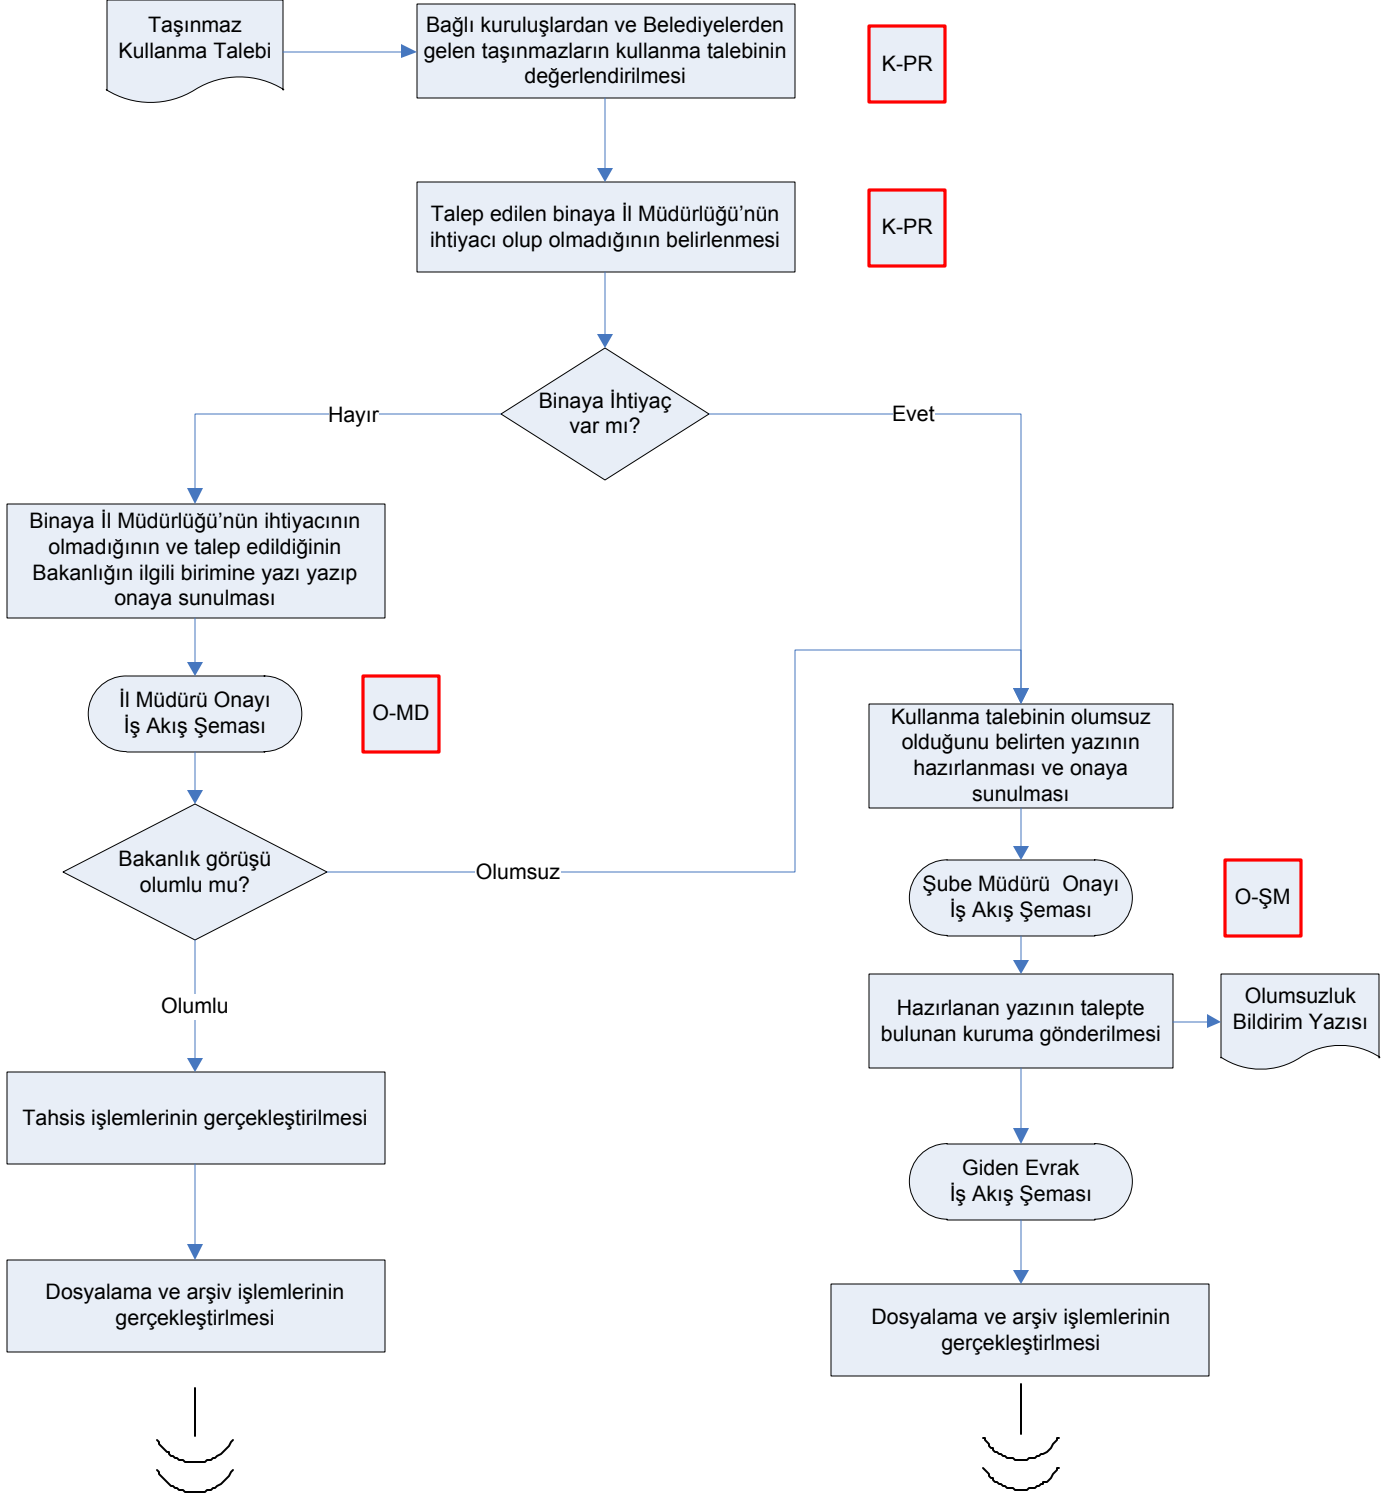 Taşınmaz
Kullanma Talebi
Bağlı kuruluşlardan ve Belediyelerden
gelen taşınmazların kullanma talebinin
değerlendirilmesi
K-PR
Talep edilen binaya İl Müdürlüğü’nün
ihtiyacı olup olmadığının belirlenmesi
K-PR
Binaya İhtiyaç
var mı?
Hayır
Evet
Binaya İl Müdürlüğü’nün ihtiyacının
olmadığının ve talep edildiğinin
Bakanlığın ilgili birimine yazı yazıp
onaya sunulması
İl Müdürü Onayı
İş Akış Şeması
O-MD
Kullanma talebinin olumsuz
olduğunu belirten yazının
hazırlanması ve onaya
sunulması
Bakanlık görüşü
olumlu mu?
Olumsuz
Şube Müdürü  Onayı
İş Akış Şeması
O-ŞM
Olumlu
Hazırlanan yazının talepte
bulunan kuruma gönderilmesi
Olumsuzluk
Bildirim Yazısı
Tahsis işlemlerinin gerçekleştirilmesi
Giden Evrak
İş Akış Şeması
Dosyalama ve arşiv işlemlerinin
gerçekleştirlmesi
Dosyalama ve arşiv işlemlerinin
gerçekleştirlmesi